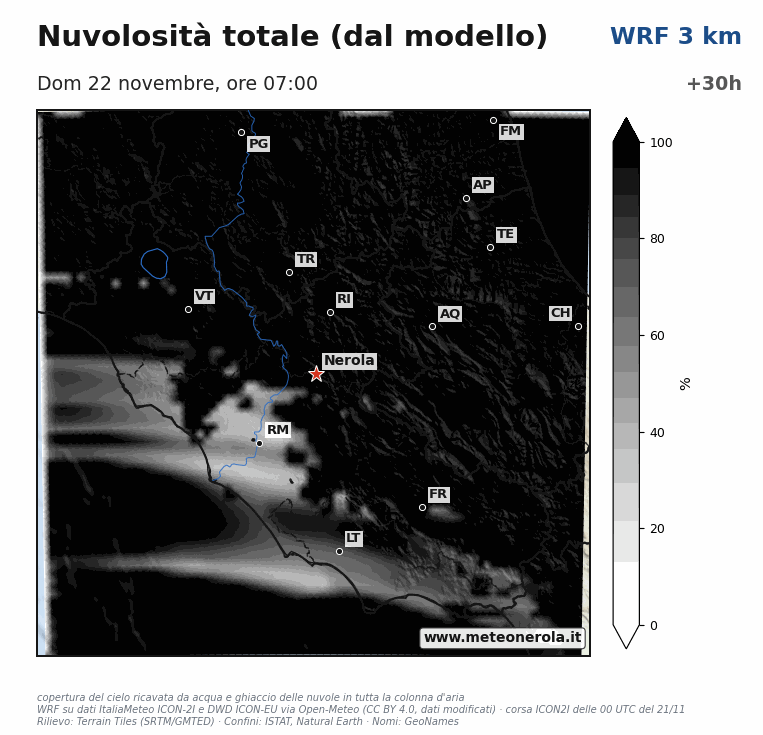 Nuvolosità totale (dal modello)
WRF 3 km
Dom 22 novembre, ore 07:00
+30h
FM
PG
AP
TE
TR
VT
RI
AQ
CH
Nerola
RM
FR
LT
www.meteonerola.it
100
80
60
40
20
0
%
copertura del cielo ricavata da acqua e ghiaccio delle nuvole in tutta la colonna d'aria
WRF su dati ItaliaMeteo ICON-2I e DWD ICON-EU via Open-Meteo (CC BY 4.0, dati modificati) · corsa ICON2I delle 00 UTC del 21/11
Rilievo: Terrain Tiles (SRTM/GMTED) · Confini: ISTAT, Natural Earth · Nomi: GeoNames